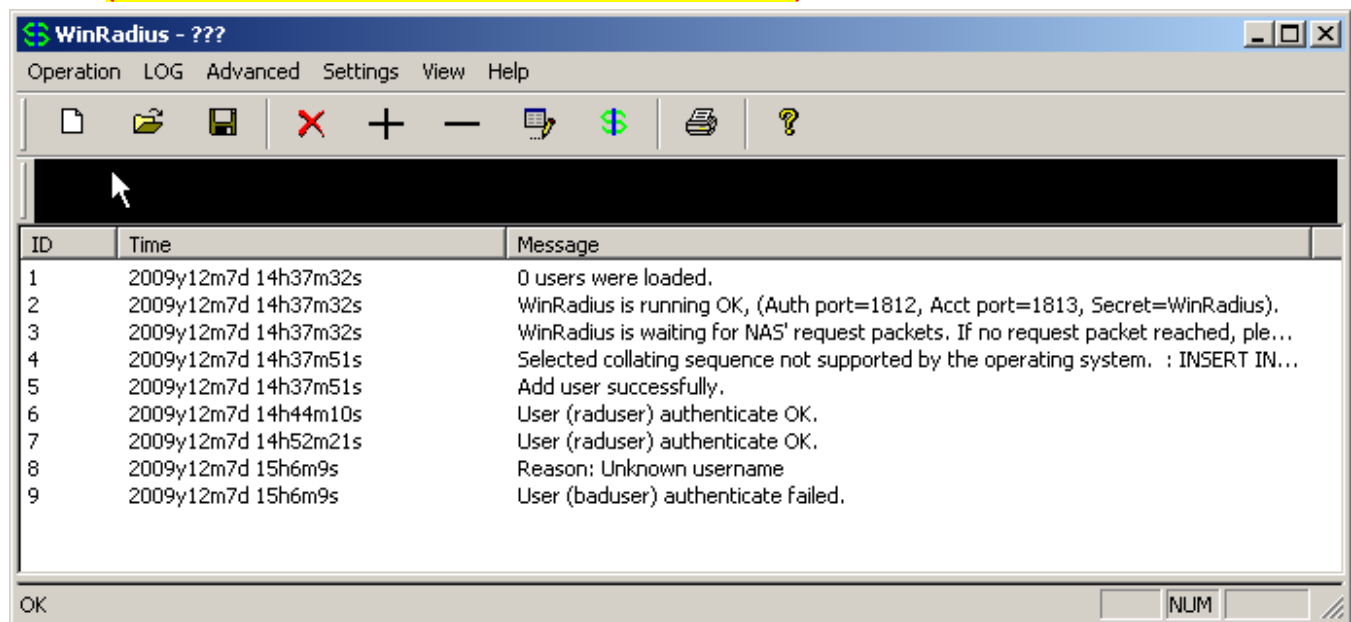 WinRadius - ???
Operation LOG Advanced Settings View Help
ID Time Message
1 2009y12m7d 14h37m32s 0 users were loaded.
2 2009y12m7d 14h37m32s WinRadius is running OK, (Auth port=1812, Acct port=1813, Secret=WinRadius).
3 2009y12m7d 14h37m32s WinRadius is waiting for NAS' request packets. If no request packet reached, ple...
4 2009y12m7d 14h37m51s Selected collating sequence not supported by the operating system. : INSERT IN...
5 2009y12m7d 14h37m51s Add user successfully.
6 2009y12m7d 14h44m10s User (raduser) authenticate OK.
7 2009y12m7d 14h52m21s User (raduser) authenticate OK.
8 2009y12m7d 15h6m9s Reason: Unknown username
9 2009y12m7d 15h6m9s User (baduser) authenticate failed.
OK NUM